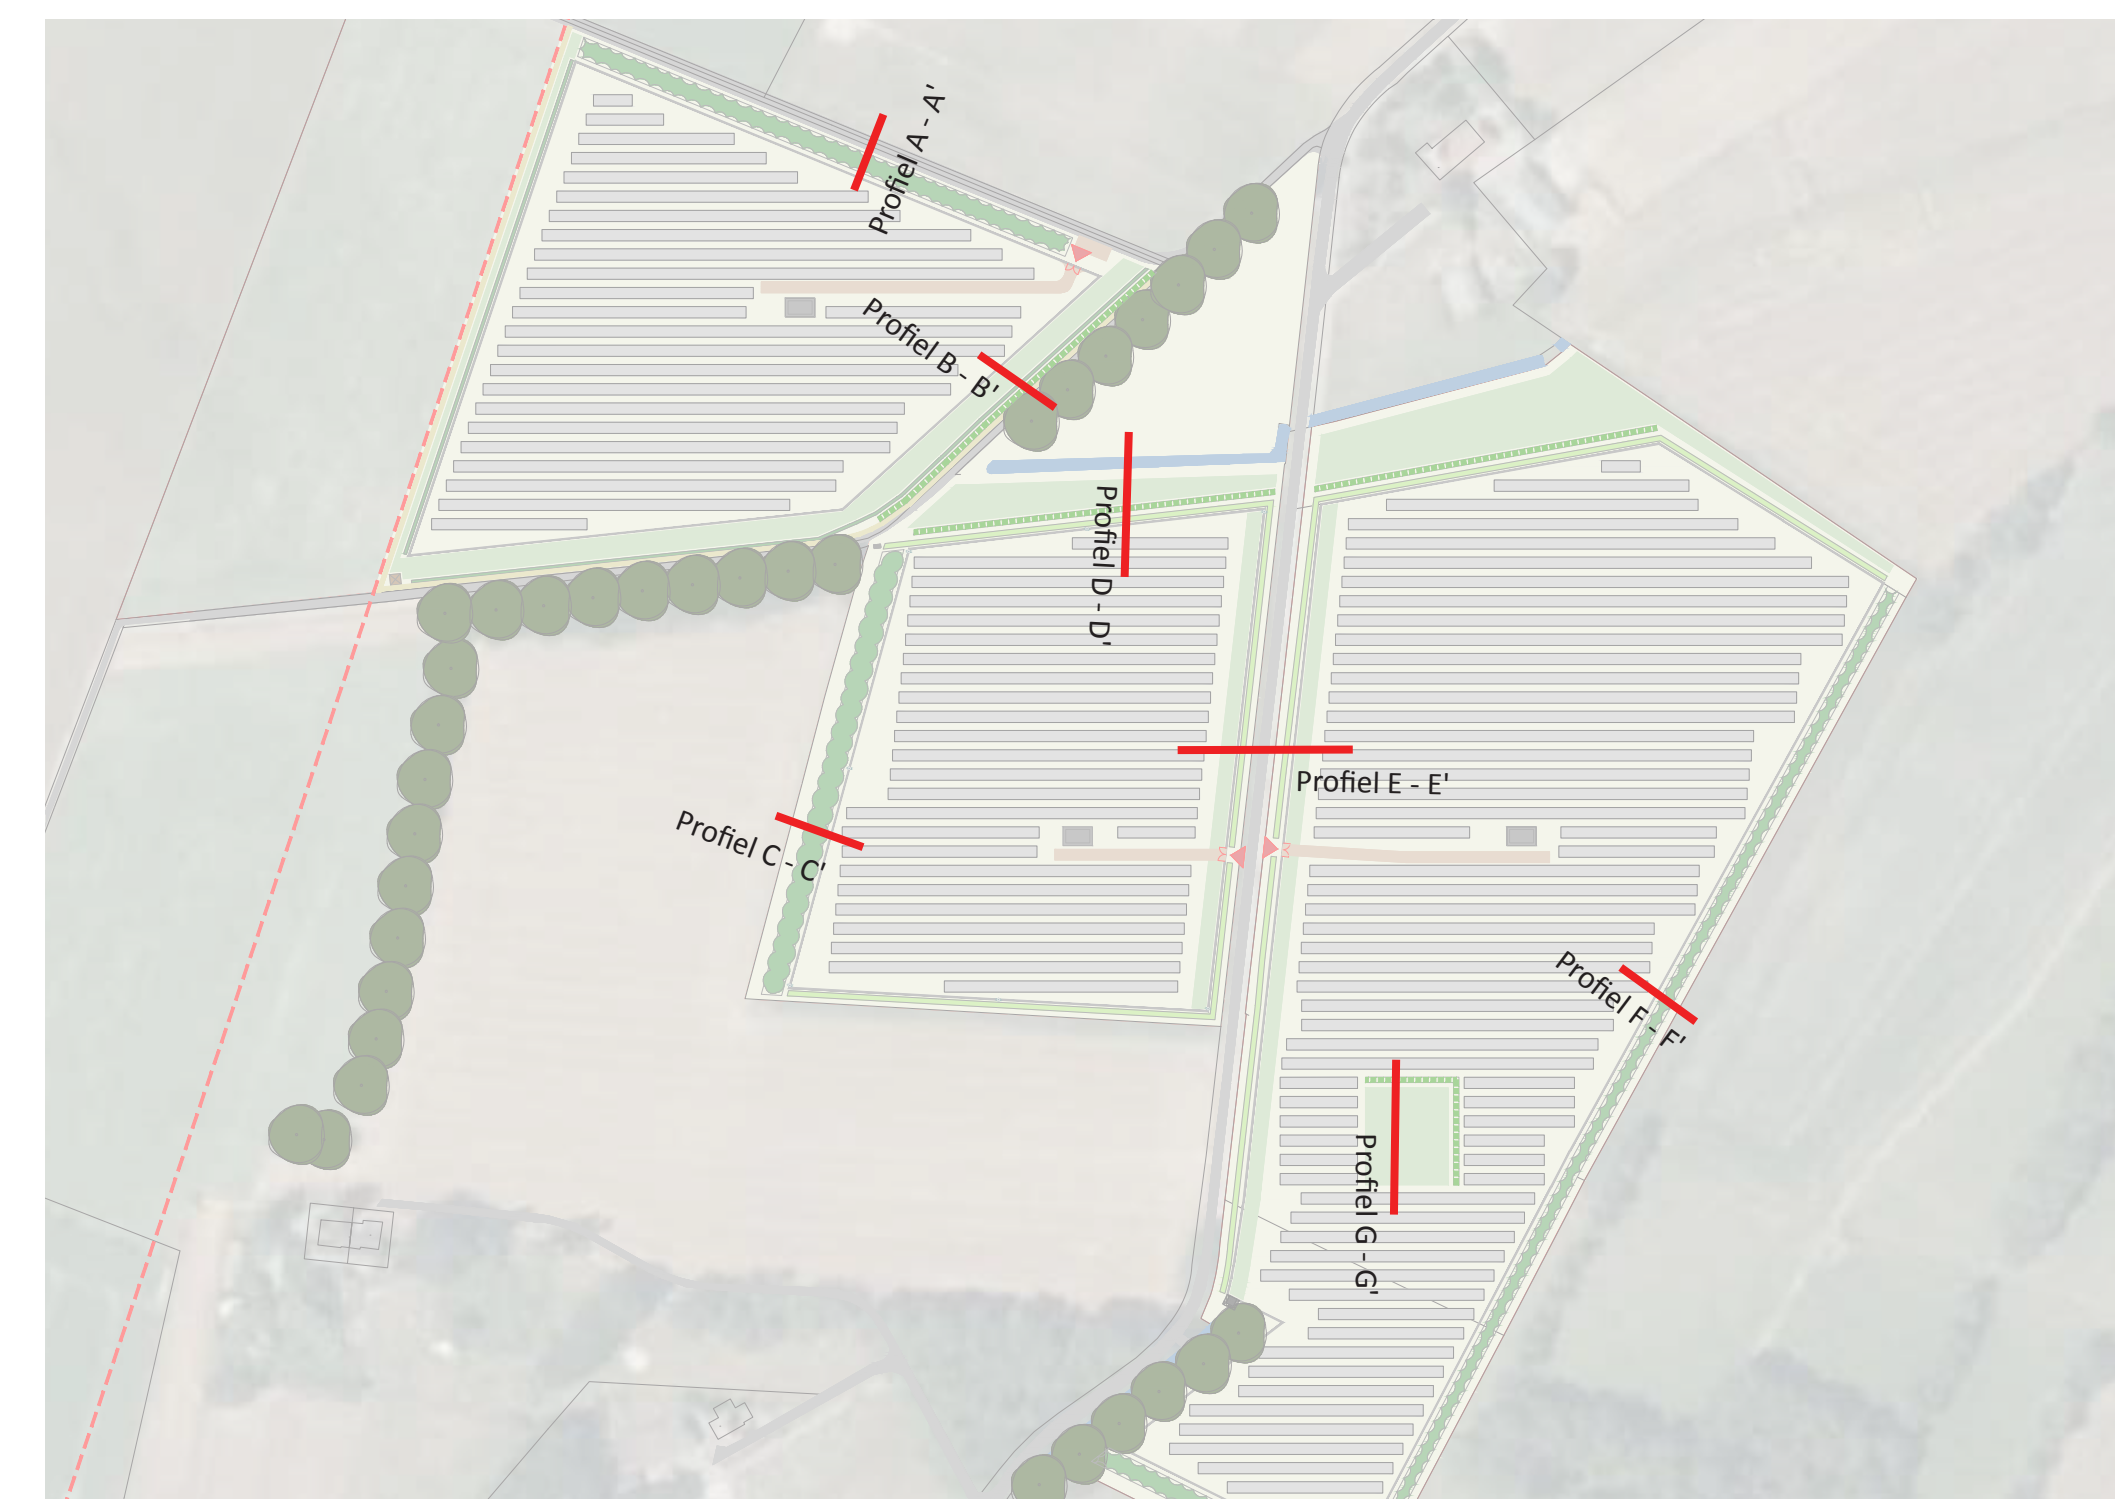 Profiel A - A'
Profiel B - B'
Profiel D - D'
Profiel E - E'
Profiel C - C'
Profiel F - F'
Profiel G - G'